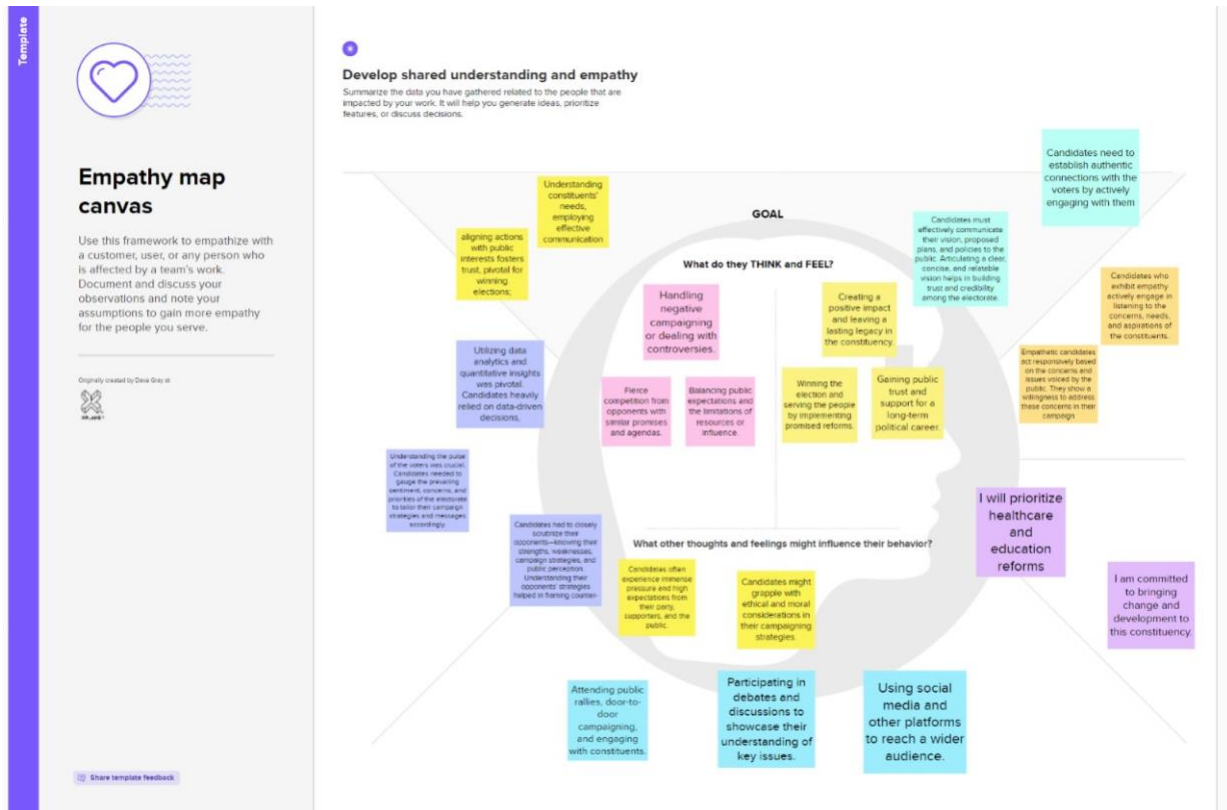 Template
Empathy map
canvas
Use this framework to empathize with
a customer, user, or any person who
is affected by a team's work.
Document and discuss your
observations and note your
assumptions to gain more empathy
for the people you serve.
Originally created by Dave Gray at
Share template feedback
Develop shared understanding and empathy
Summarize the data you have gathered related to the people that are
impacted by your work. It will help you generate ideas, prioritize
features, or discuss decisions.
Understanding
constituents'
needs,
employing
effective
communication
aligning actions
with public
interests fosters
trust, pivotal for
winning
elections;
GOAL
Candidates need to
establish authentic
connections with the
voters by actively
engaging with them
Candidates must
effectively communicate
their vision, proposed
plans, and policies to the
public. Articulating a clear,
concise, and relatable
vision helps in building
trust and credibility
among the electorate.
Candidates who
exhibit empathy
actively engage in
listening to the
concerns, needs,
and aspirations of
the constituents.
Empathetic candidates
act responsively based
on the concerns and
issues voiced by the
public. They show a
willingness to address
these concerns in their
campaign
What do they THINK and FEEL?
Handling
negative
campaigning
or dealing with
controversies.
Fierce
competition from
opponents with
similar promises
and agendas.
Balancing public
expectations and
the limitations of
resources or
influence.
Creating a
positive impact
and leaving a
lasting legacy in
the constituency.
Winning the
election and
serving the people
by implementing
promised reforms.
Gaining public
trust and
support for a
long-term
political career.
Utilizing data
analytics and
quantitative insights
was pivotal.
Candidates heavily
relied on data-driven
decisions,
Understanding the pulse
of the voters was crucial.
Candidates needed to
gauge the prevailing
sentiment, concerns, and
priorities of the electorate
to tailor their campaign
strategies and messages
accordingly.
Candidates had to closely
scrutinize their
opponents—knowing their
strengths, weaknesses,
campaign strategies, and
public perception.
Understanding their
opponents' strategies
helped in framing counter-
What other thoughts and feelings might influence their behavior?
Candidates often
experience immense
pressure and high
expectations from
their party,
supporters, and the
public.
Candidates might
grapple with
ethical and moral
considerations in
their campaigning
strategies.
I will prioritize
healthcare
and
education
reforms
I am committed
to bringing
change and
development to
this constituency.
Attending public
rallies, door-to-
door
campaigning,
and engaging
with constituents.
Participating in
debates and
discussions to
showcase their
understanding of
key issues.
Using social
media and
other platforms
to reach a wider
audience.